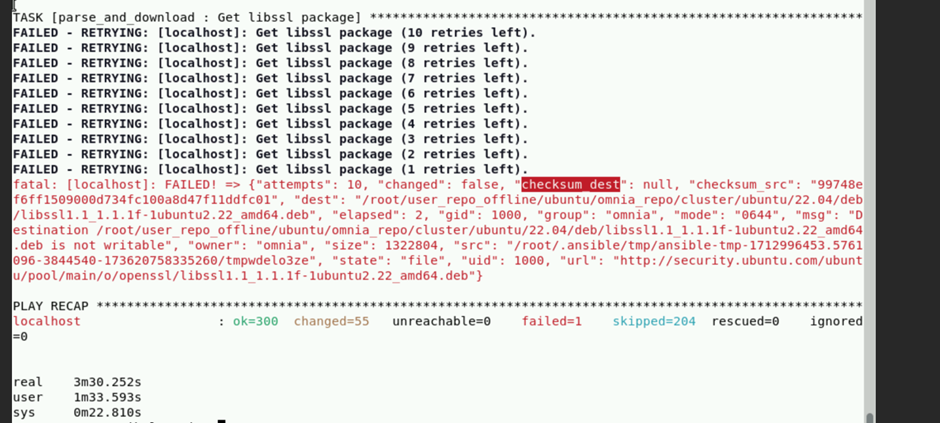 TASK [parse_and_download : Get libssl package] **********************************************************
FAILED - RETRYING: [localhost]: Get libssl package (10 retries left).
FAILED - RETRYING: [localhost]: Get libssl package (9 retries left).
FAILED - RETRYING: [localhost]: Get libssl package (8 retries left).
FAILED - RETRYING: [localhost]: Get libssl package (7 retries left).
FAILED - RETRYING: [localhost]: Get libssl package (6 retries left).
FAILED - RETRYING: [localhost]: Get libssl package (5 retries left).
FAILED - RETRYING: [localhost]: Get libssl package (4 retries left).
FAILED - RETRYING: [localhost]: Get libssl package (3 retries left).
FAILED - RETRYING: [localhost]: Get libssl package (2 retries left).
FAILED - RETRYING: [localhost]: Get libssl package (1 retries left).
fatal: [localhost]: FAILED! => {"attempts": 10, "changed": false, "checksum_dest": null, "checksum_src": "99748e
f6ff1509000d734fc100a8d47f11ddfc01", "dest": "/root/user_repo_offline/ubuntu/omnia_repo/cluster/ubuntu/22.04/deb
/libssl1.1_1.1.1f-1ubuntu2.22_amd64.deb", "elapsed": 2, "gid": 1000, "group": "omnia", "mode": "0644", "msg": "D
estination /root/user_repo_offline/ubuntu/omnia_repo/cluster/ubuntu/22.04/deb/libssl1.1_1.1.1f-1ubuntu2.22_amd64
.deb is not writable", "owner": "omnia", "size": 1322804, "src": "/root/.ansible/tmp/ansible-tmp-1712996453.5761
096-3844540-173620758335260/tmpwdelo3ze", "state": "file", "uid": 1000, "url": "http://security.ubuntu.com/ubunt
u/pool/main/o/openssl/libssl1.1_1.1.1f-1ubuntu2.22_amd64.deb"}
PLAY RECAP *****************************************************************************************************
localhost : ok=300 changed=55 unreachable=0 failed=1 skipped=204 rescued=0 ignored
=0
real 3m30.252s
user 1m33.593s
sys 0m22.810s